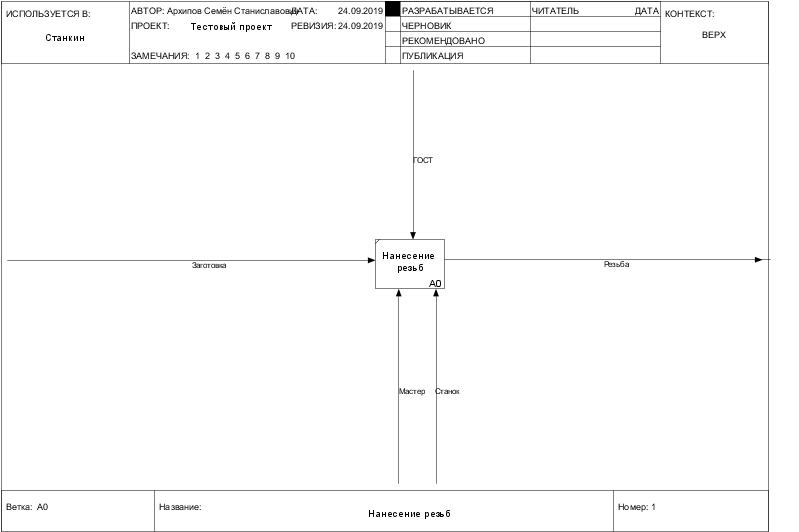 ИСПОЛЬЗУЕТСЯ В:
Станкин
АВТОР: Архипов Семён Станиславович ДАТА: 24.09.2019
ПРОЕКТ: Тестовый проект РЕВИЗИЯ: 24.09.2019
ЗАМЕЧАНИЯ: 1 2 3 4 5 6 7 8 9 10
РАЗРАБАТЫВАЕТСЯ
ЧЕРНОВИК
РЕКОМЕНДОВАНО
ПУБЛИКАЦИЯ
ЧИТАТЕЛЬ ДАТА
КОНТЕКСТ:
ВЕРХ
ГОСТ
Заготовка
Нанесение
резьб
A0
Резьба
Мастер
Станок
Ветка: A0
Название:
Нанесение резьб
Номер: 1